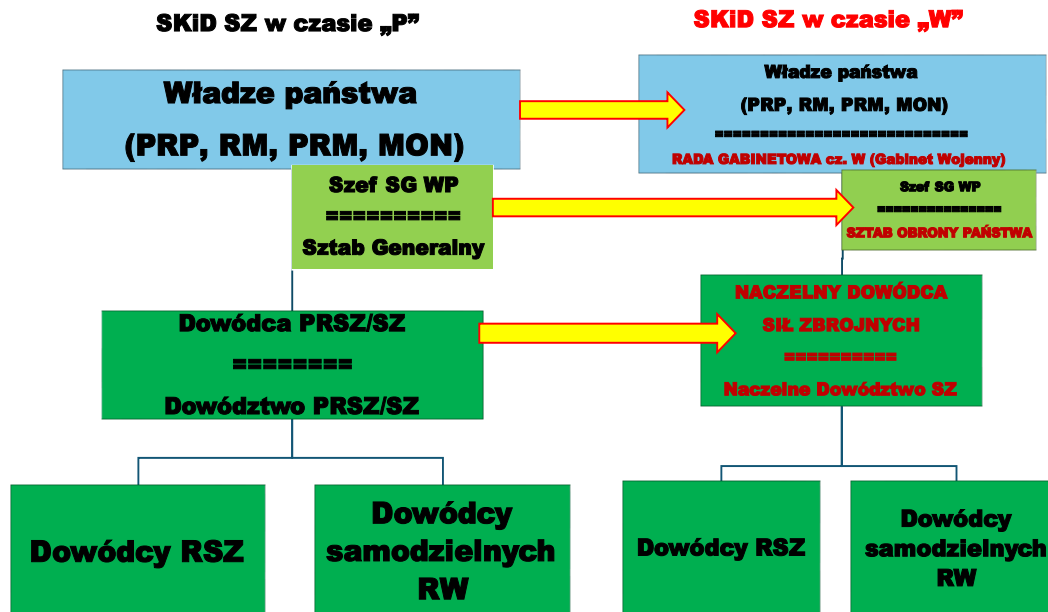 SKiD SZ w czasie „P”
Władze państwa
(PRP, RM, PRM, MON)
Szef SG WP
==========
Sztab Generalny
Dowódca PRSZ/SZ
========
Dowództwo PRSZ/SZ
Dowódcy RSZ
Dowódcy
samodzielnych
RW
SKiD SZ w czasie „W”
Władze państwa
(PRP, RM, PRM, MON)
============================
RADA GABINETOWA cz. W (Gabinet Wojenny)
Szef SG WP
===============
SZTAB OBRONY PAŃSTWA
NACZELNY DOWÓDCA
SIŁ ZBROJNYCH
==========
Naczelne Dowództwo SZ
Dowódcy RSZ
Dowódcy
samodzielnych
RW